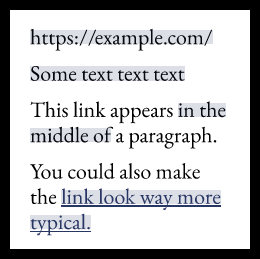 https://example.com/
Some text text text
This link appears in the
middle of a paragraph.
You could also make
the link look way more
typical.